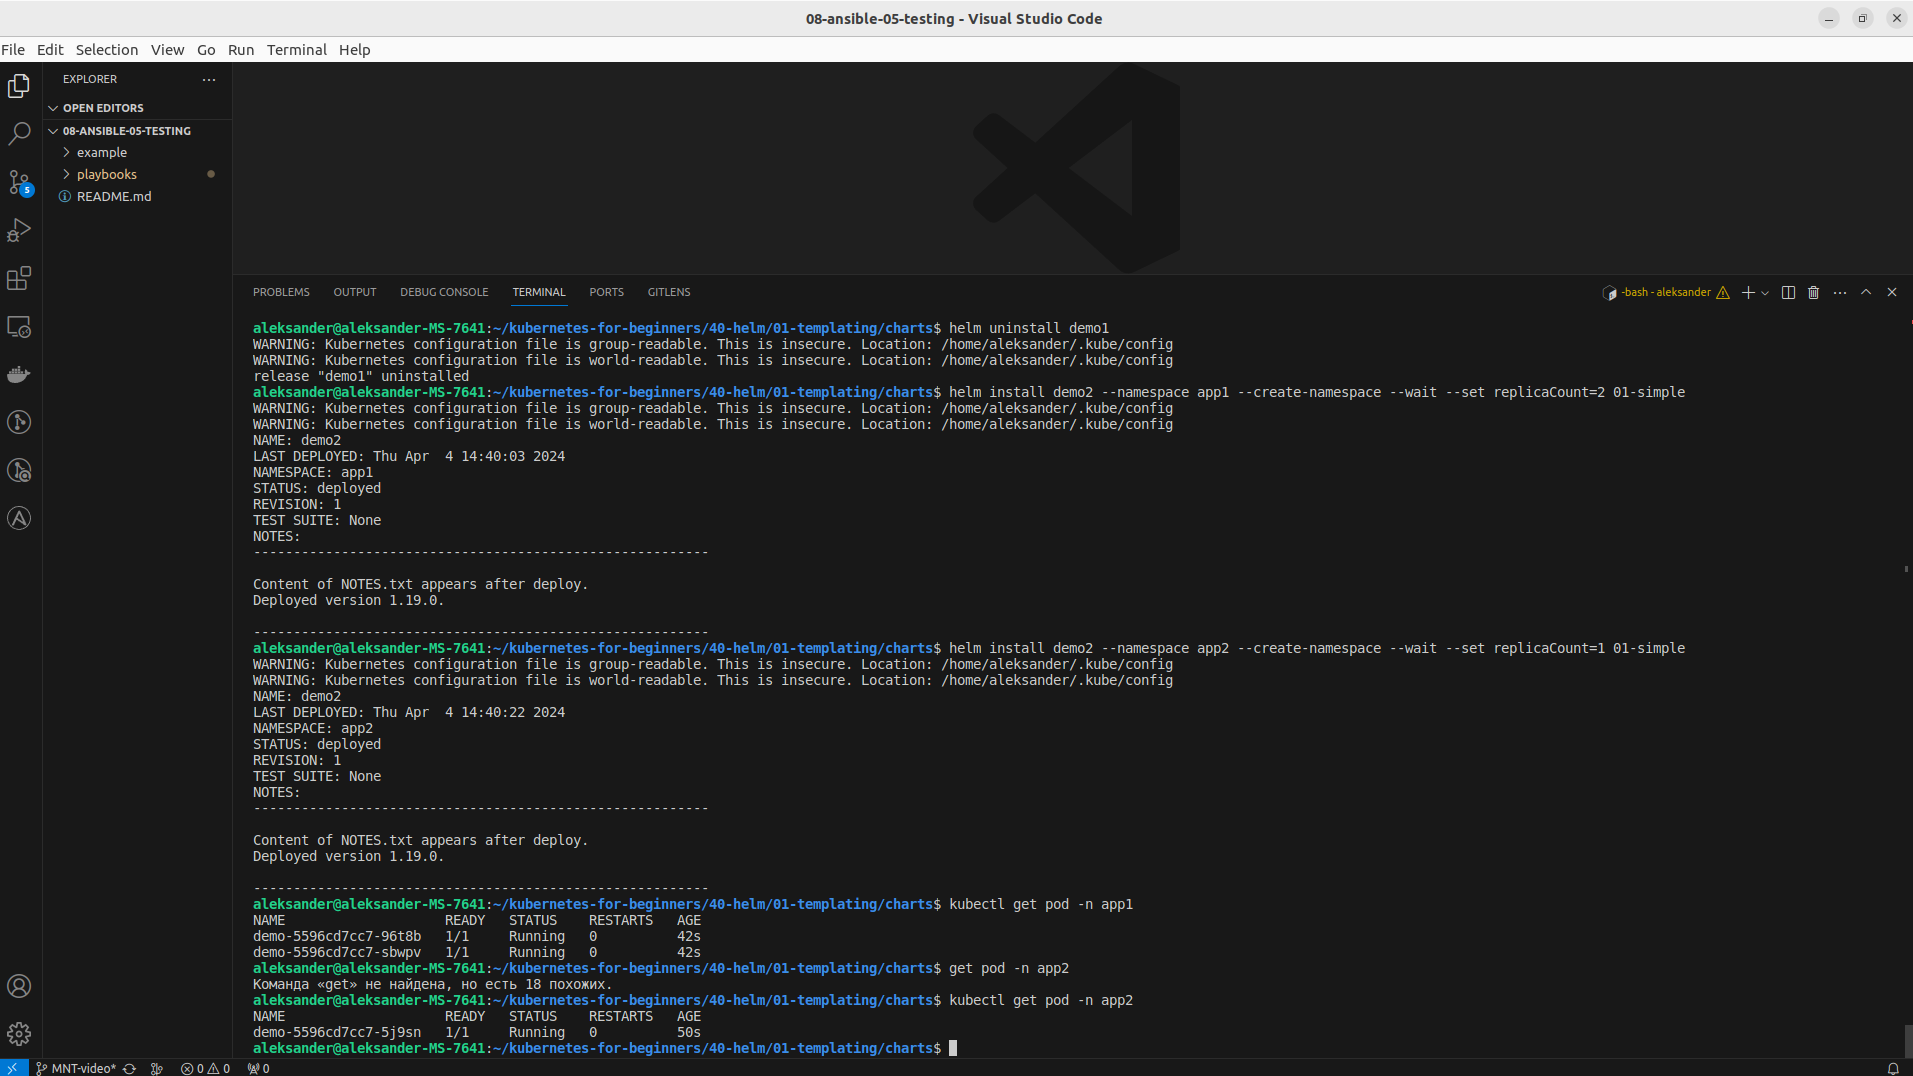 08-ansible-05-testing - Visual Studio Code
File Edit Selection View Go Run Terminal Help
EXPLORER
OPEN EDITORS
08-ANSIBLE-05-TESTING
example
playbooks
README.md
5
PROBLEMS OUTPUT DEBUG CONSOLE TERMINAL PORTS GITLENS
-bash - aleksander
aleksander@aleksander-MS-7641:~/kubernetes-for-beginners/40-helm/01-templating/charts$ helm uninstall demo1
WARNING: Kubernetes configuration file is group-readable. This is insecure. Location: /home/aleksander/.kube/config
WARNING: Kubernetes configuration file is world-readable. This is insecure. Location: /home/aleksander/.kube/config
release "demo1" uninstalled
aleksander@aleksander-MS-7641:~/kubernetes-for-beginners/40-helm/01-templating/charts$ helm install demo2 --namespace app1 --create-namespace --wait --set replicaCount=2 01-simple
WARNING: Kubernetes configuration file is group-readable. This is insecure. Location: /home/aleksander/.kube/config
WARNING: Kubernetes configuration file is world-readable. This is insecure. Location: /home/aleksander/.kube/config
NAME: demo2
LAST DEPLOYED: Thu Apr  4 14:40:03 2024
NAMESPACE: app1
STATUS: deployed
REVISION: 1
TEST SUITE: None
NOTES:
---------------------------------------------------------
Content of NOTES.txt appears after deploy.
Deployed version 1.19.0.
---------------------------------------------------------
aleksander@aleksander-MS-7641:~/kubernetes-for-beginners/40-helm/01-templating/charts$ helm install demo2 --namespace app2 --create-namespace --wait --set replicaCount=1 01-simple
WARNING: Kubernetes configuration file is group-readable. This is insecure. Location: /home/aleksander/.kube/config
WARNING: Kubernetes configuration file is world-readable. This is insecure. Location: /home/aleksander/.kube/config
NAME: demo2
LAST DEPLOYED: Thu Apr  4 14:40:22 2024
NAMESPACE: app2
STATUS: deployed
REVISION: 1
TEST SUITE: None
NOTES:
---------------------------------------------------------
Content of NOTES.txt appears after deploy.
Deployed version 1.19.0.
---------------------------------------------------------
aleksander@aleksander-MS-7641:~/kubernetes-for-beginners/40-helm/01-templating/charts$ kubectl get pod -n app1
NAME                    READY   STATUS    RESTARTS   AGE
demo-5596cd7cc7-96t8b   1/1     Running   0          42s
demo-5596cd7cc7-sbwpv   1/1     Running   0          42s
aleksander@aleksander-MS-7641:~/kubernetes-for-beginners/40-helm/01-templating/charts$ get pod -n app2
Команда «get» не найдена, но есть 18 похожих.
aleksander@aleksander-MS-7641:~/kubernetes-for-beginners/40-helm/01-templating/charts$ kubectl get pod -n app2
NAME                    READY   STATUS    RESTARTS   AGE
demo-5596cd7cc7-5j9sn   1/1     Running   0          50s
aleksander@aleksander-MS-7641:~/kubernetes-for-beginners/40-helm/01-templating/charts$
MNT-video* 0 0 0